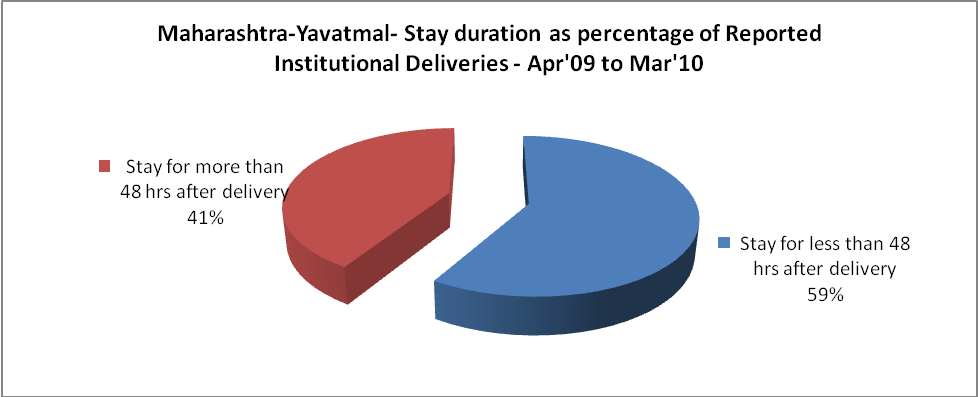 Maharashtra-Yavatmal- Stay duration as percentage of Reported
Institutional Deliveries - Apr'09 to Mar'10
Stay for more than
48 hrs after delivery
41%
Stay for less than 48
hrs after delivery
59%